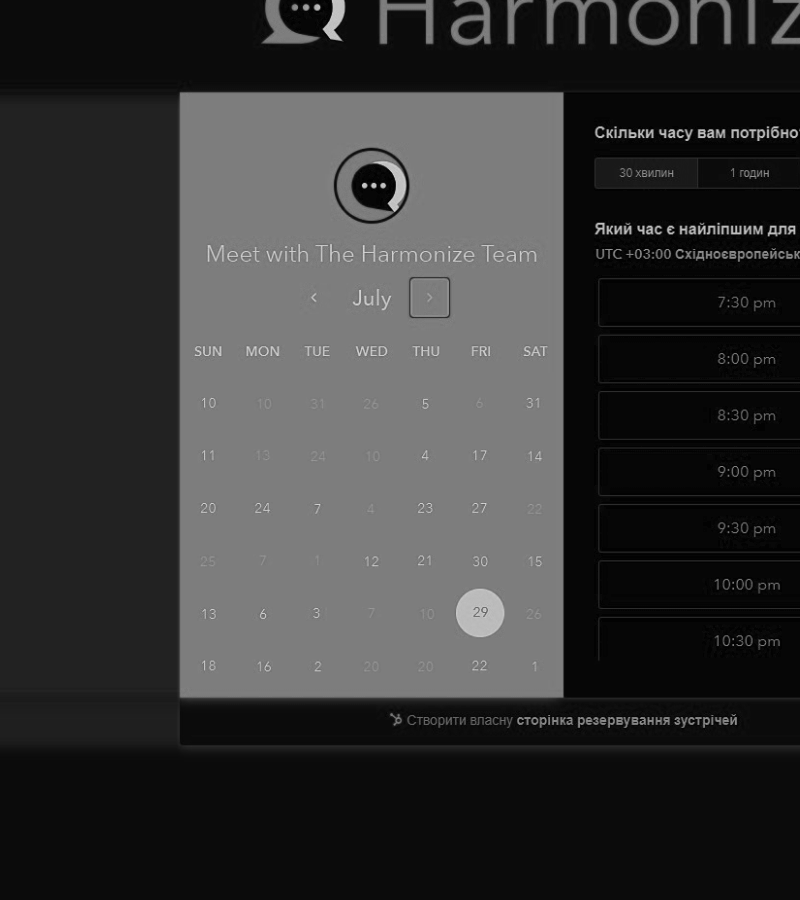 Harmoniz
Meet with The Harmonize Team
July
SUN MON TUE WED THU FRI SAT
10 10 31 26 5 6 31
11 13 24 10 4 17 14
20 24 7 4 23 27 22
25 7 1 12 21 30 15
13 6 3 7 10 29 26
18 16 2 20 20 22 1
Скільки часу вам потрібно
30 хвилин 1 годин
Який час є найліпшим для
UTC +03:00 Східноєвропейськ
7:30 pm
8:00 pm
8:30 pm
9:00 pm
9:30 pm
10:00 pm
10:30 pm
Створити власну сторінка резервування зустрічей